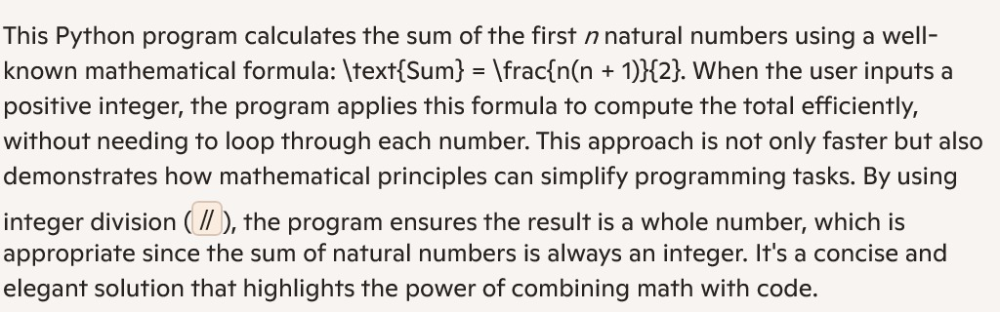 This Python program calculates the sum of the first n natural numbers using a well-
known mathematical formula: \text{Sum} = \frac{n(n + 1)}{2}. When the user inputs a
positive integer, the program applies this formula to compute the total efficiently,
without needing to loop through each number. This approach is not only faster but also
demonstrates how mathematical principles can simplify programming tasks. By using
integer division (//), the program ensures the result is a whole number, which is
appropriate since the sum of natural numbers is always an integer. It's a concise and
elegant solution that highlights the power of combining math with code.